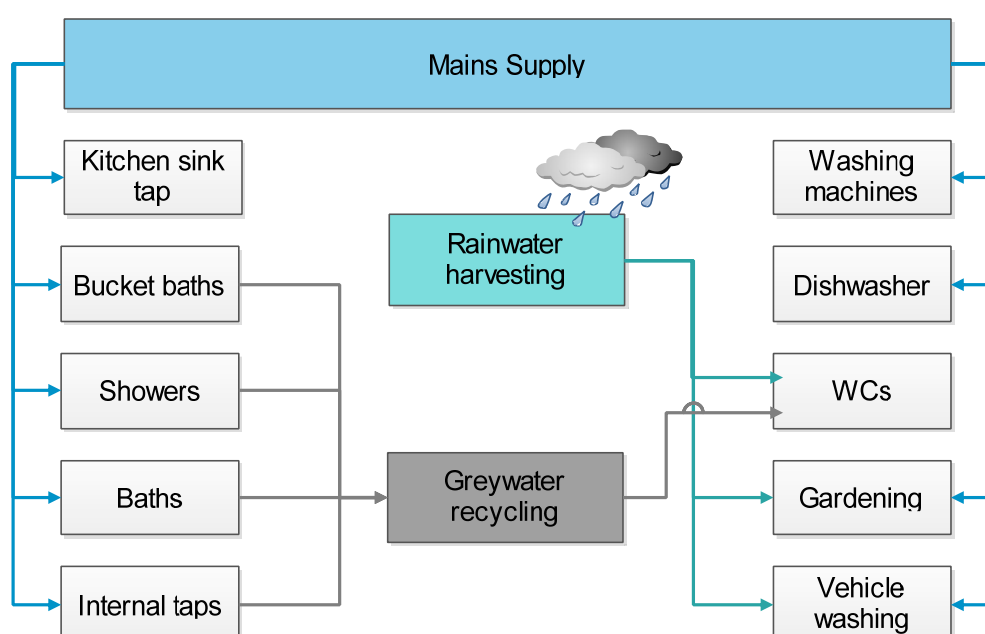 Mains Supply
Kitchen sink
tap
Washing
machines
Rainwater
harvesting
Bucket baths
Dishwasher
Showers
WCs
Baths
Greywater
recycling
Gardening
Internal taps
Vehicle
washing